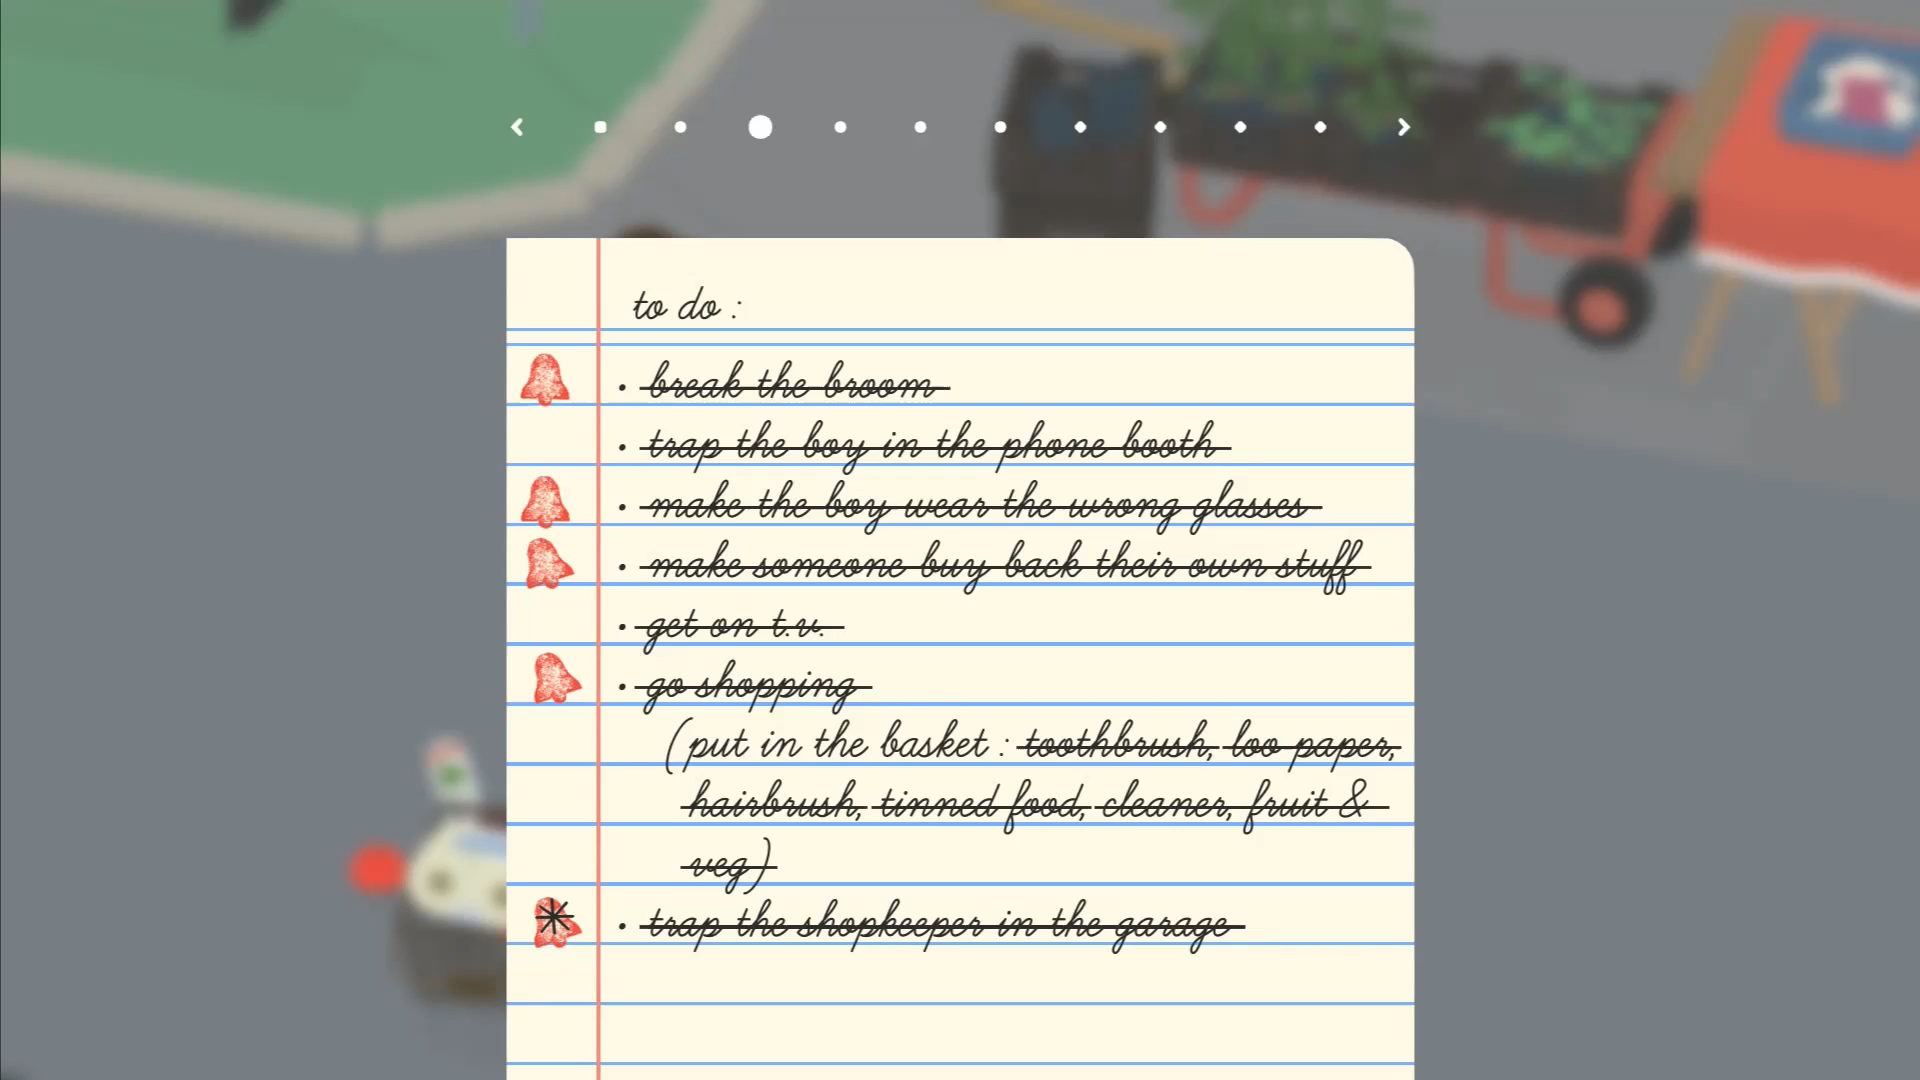 to do :
• break the broom
• trap the boy in the phone booth
• make the boy wear the wrong glasses
• make someone buy back their own stuff
• get on t.v.
• go shopping
(put in the basket : toothbrush, loo paper,
hairbrush, tinned food, cleaner, fruit &
veg)
• trap the shopkeeper in the garage